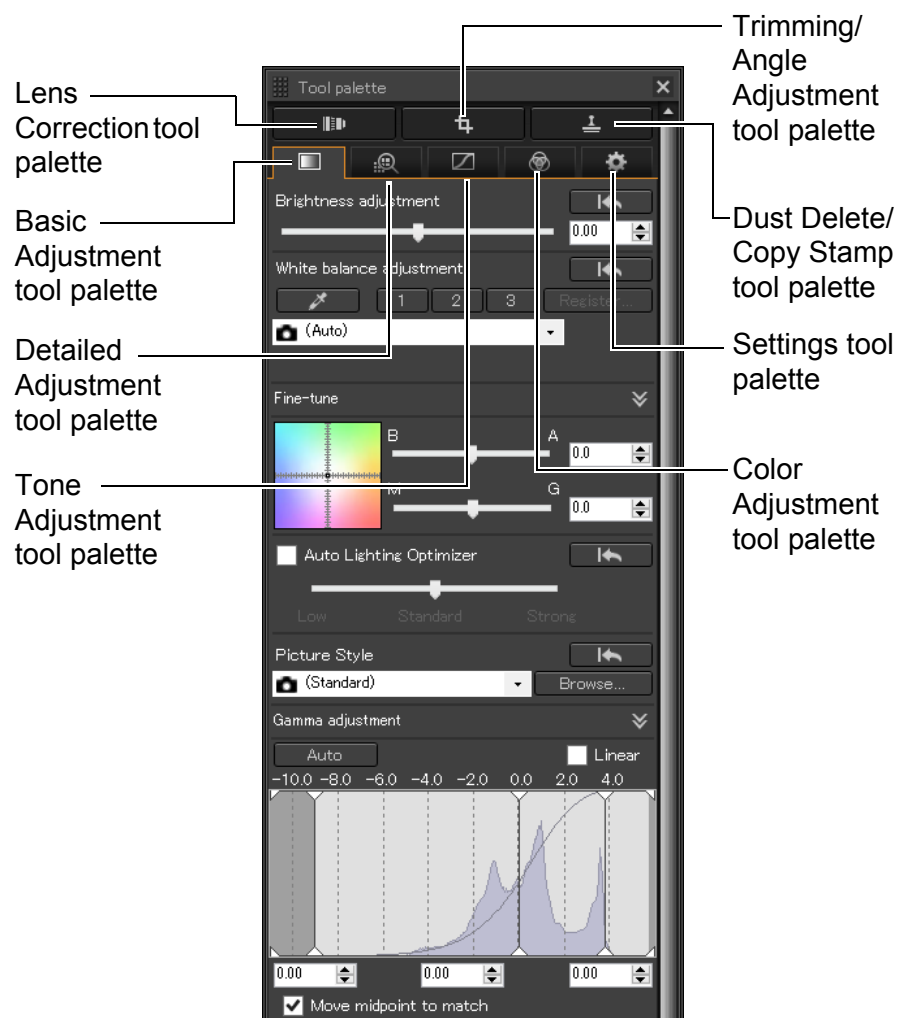 Trimming/
Angle
Adjustment
tool palette
Lens
Correction tool
palette
Basic
Adjustment
tool palette
Detailed
Adjustment
tool palette
Tone
Adjustment
tool palette
Dust Delete/
Copy Stamp
tool palette
Settings tool
palette
Color
Adjustment
tool palette
Tool palette
Brightness adjustment
0.00
White balance adjustment
1 2 3 Register...
(Auto)
Fine-tune
B A
0.0
M G
0.0
Auto Lighting Optimizer
Low Standard Strong
Picture Style
(Standard) Browse...
Gamma adjustment
Auto Linear
-10.0 -8.0 -6.0 -4.0 -2.0 0.0 2.0 4.0
0.00 0.00 0.00
Move midpoint to match